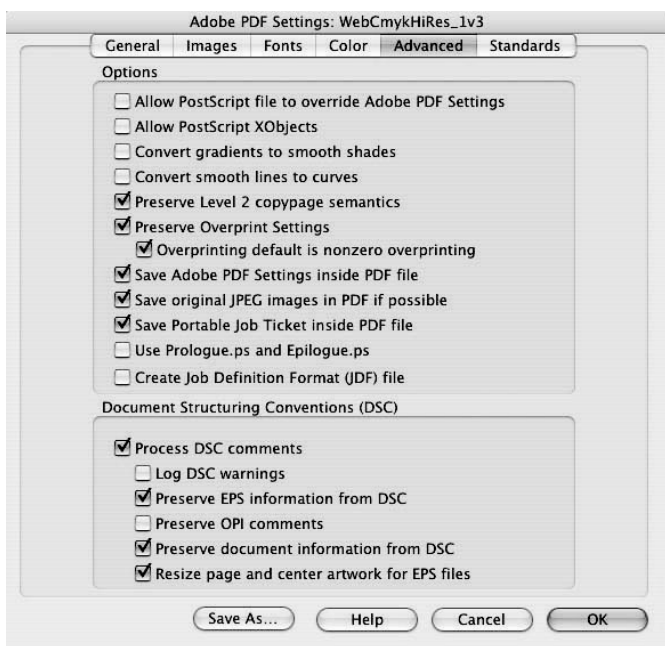 Adobe PDF Settings: WebCmykHiRes_1v3
General Images Fonts Color Advanced Standards
Options
Allow PostScript file to override Adobe PDF Settings
Allow PostScript XObjects
Convert gradients to smooth shades
Convert smooth lines to curves
Preserve Level 2 copypage semantics
Preserve Overprint Settings
Overprinting default is nonzero overprinting
Save Adobe PDF Settings inside PDF file
Save original JPEG images in PDF if possible
Save Portable Job Ticket inside PDF file
Use Prologue.ps and Epilogue.ps
Create Job Definition Format (JDF) file
Document Structuring Conventions (DSC)
Process DSC comments
Log DSC warnings
Preserve EPS information from DSC
Preserve OPI comments
Preserve document information from DSC
Resize page and center artwork for EPS files
Save As... Help Cancel OK